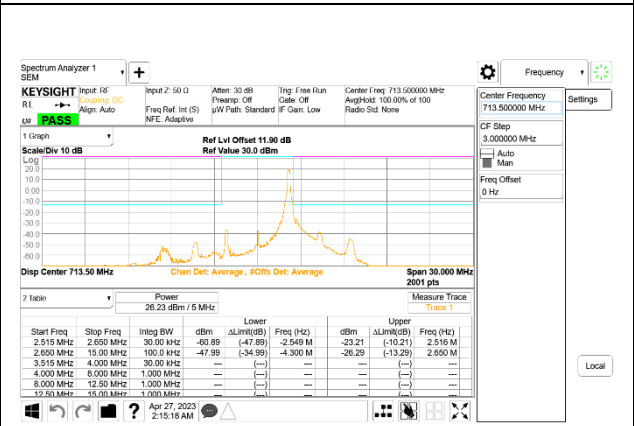 Spectrum Analyzer 1
SEM
+
Frequency
KEYSIGHT Input: RF Input Z: 50 Ω Atten: 30 dB Trig: Free Run Center Freq: 713.500000 MHz
RL Coupling: DC Preamp: Off Gate: Off Avg|Hold: 100.00% of 100
Align: Auto Freq Ref: Int (S) µW Path: Standard IF Gain: Low Radio Std: None
NFE: Adaptive
PASS
Center Frequency
713.500000 MHz
Settings
CF Step
3.000000 MHz
Auto
Man
Freq Offset
0 Hz
1 Graph
Ref Lvl Offset 11.90 dB
Scale/Div 10 dB Ref Value 30.0 dBm
Log
20.0
10.0
0.00
-10.0
-20.0
-30.0
-40.0
-50.0
-60.0
Disp Center 713.50 MHz Chan Det: Average , #Offs Det: Average Span 30.000 MHz
2001 pts
2 Table
Power
26.23 dBm / 5 MHz
Measure Trace
Trace 1
Lower Upper
Start Freq Stop Freq Integ BW dBm ΔLimit(dB) Freq (Hz) dBm ΔLimit(dB) Freq (Hz)
2.515 MHz 2.650 MHz 30.00 kHz -60.89 (-47.89) -2.549 M -23.21 (-10.21) 2.516 M
2.650 MHz 15.00 MHz 100.0 kHz -47.99 (-34.99) -4.300 M -26.29 (-13.29) 2.650 M
3.515 MHz 4.000 MHz 30.00 kHz --- (---) --- (---)
4.000 MHz 8.000 MHz 1.000 MHz --- (---) --- (---)
8.000 MHz 12.50 MHz 1.000 MHz --- (---) --- (---)
12.50 MHz 15.00 MHz 1.000 MHz --- (---) --- (---)
Local
?
Apr 27, 2023
2:15:18 AM